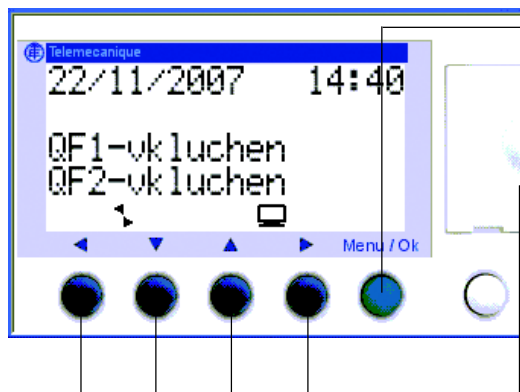 Telemecanique
22/11/2007 14:40
QF1-vkluchen
QF2-vkluchen
Menu / Ok